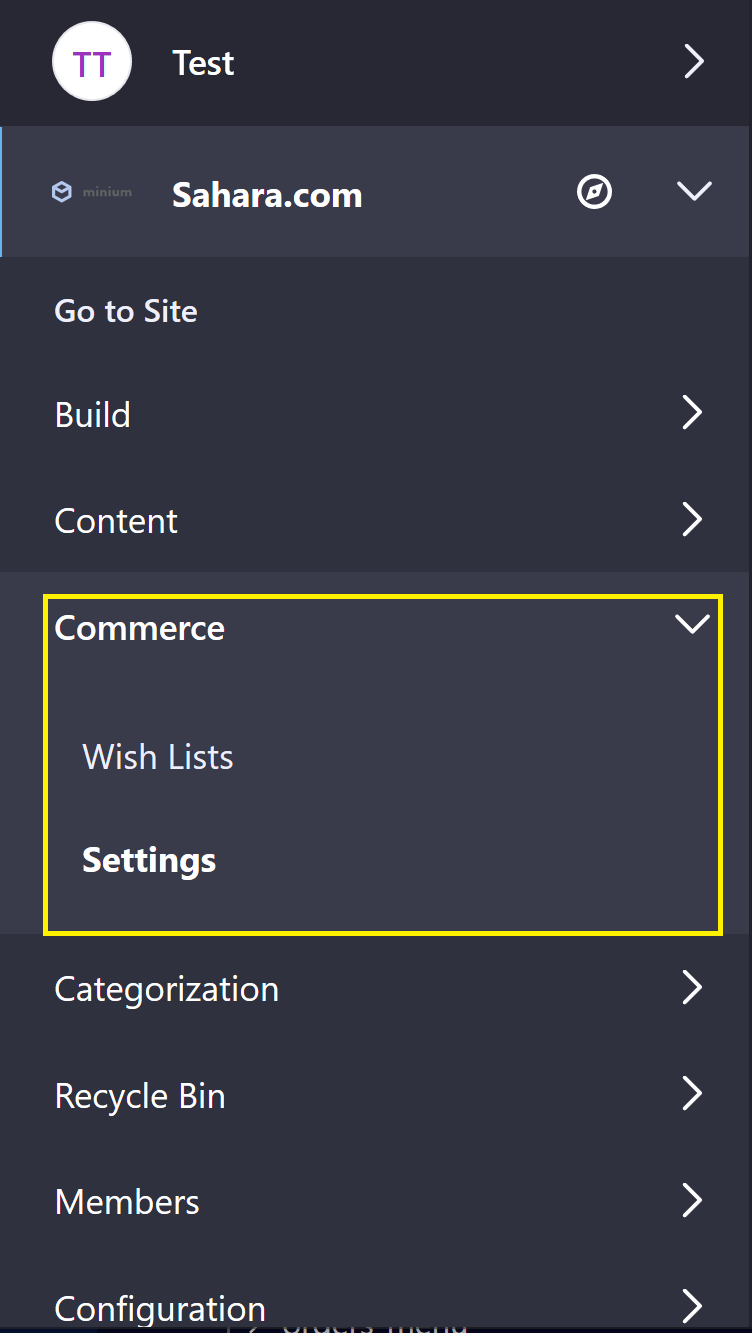 TT Test
minium Sahara.com
Go to Site
Build
Content
Commerce
Wish Lists
Settings
Categorization
Recycle Bin
Members
Configuration